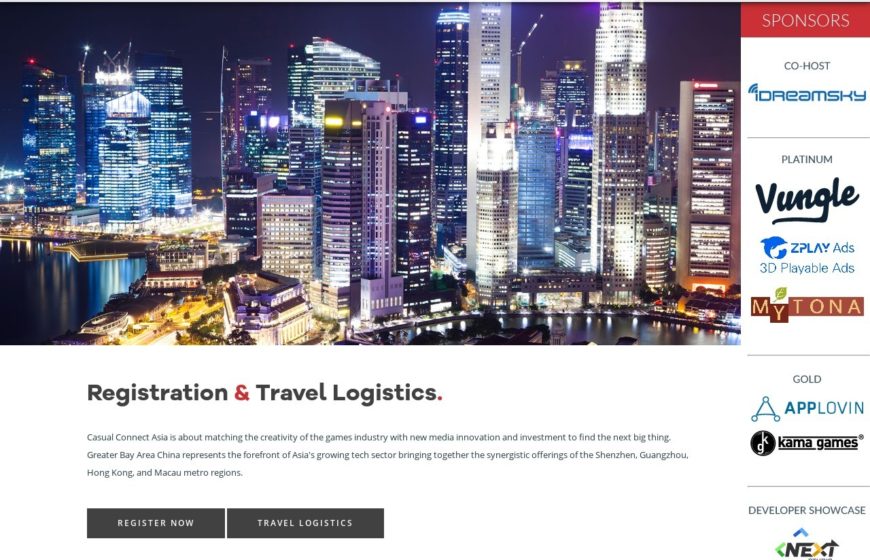 Registration & Travel Logistics.
Casual Connect Asia is about matching the creativity of the games industry with new media innovation and investment to find the next big thing.
Greater Bay Area China represents the forefront of Asia's growing tech sector bringing together the synergistic offerings of the Shenzhen, Guangzhou,
Hong Kong, and Macau metro regions.
REGISTER NOW
TRAVEL LOGISTICS
SPONSORS
CO-HOST
iDREAMSKY
PLATINUM
Vungle
ZPLAY Ads
3D Playable Ads
MYTONA
GOLD
APPLOVIN
gk kama games®
DEVELOPER SHOWCASE
NEXT